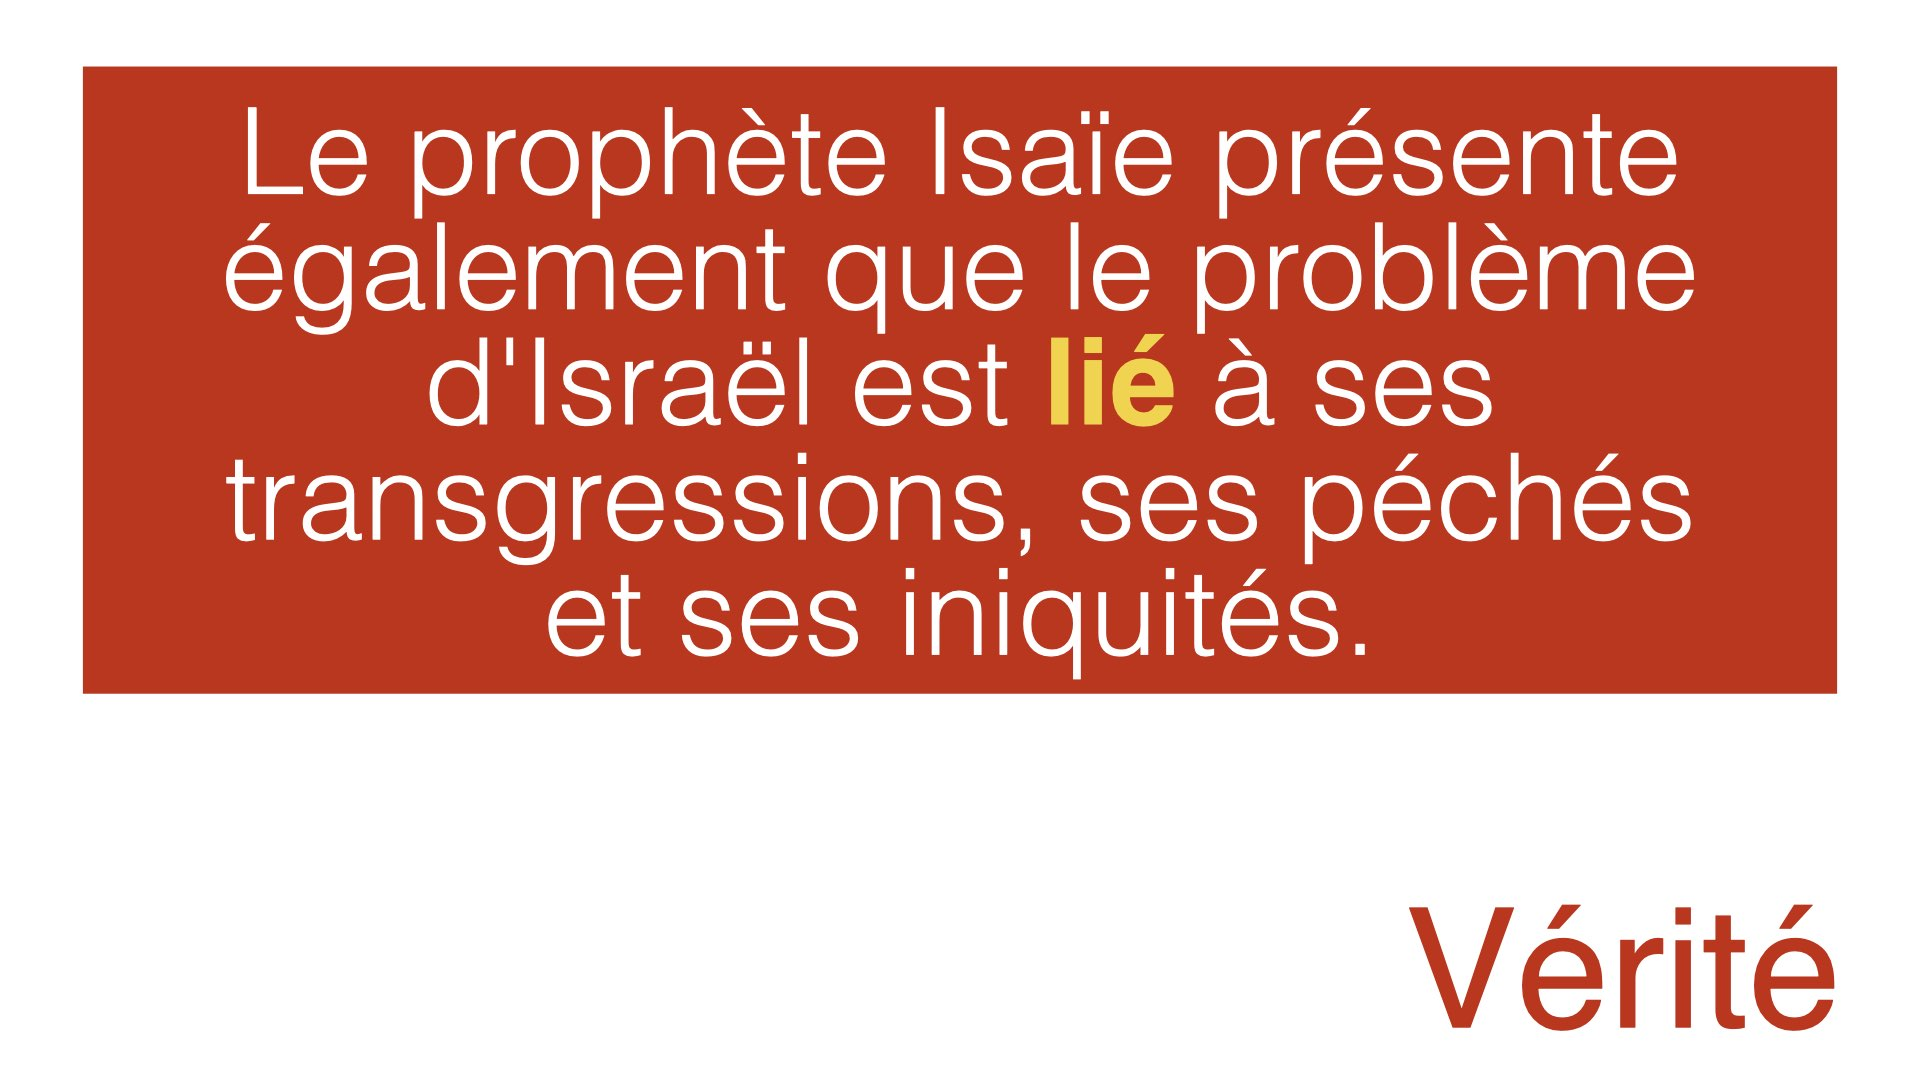 Le prophète Isaïe présente
également que le problème
d'Israël est lié à ses
transgressions, ses péchés
et ses iniquités.
Vérité